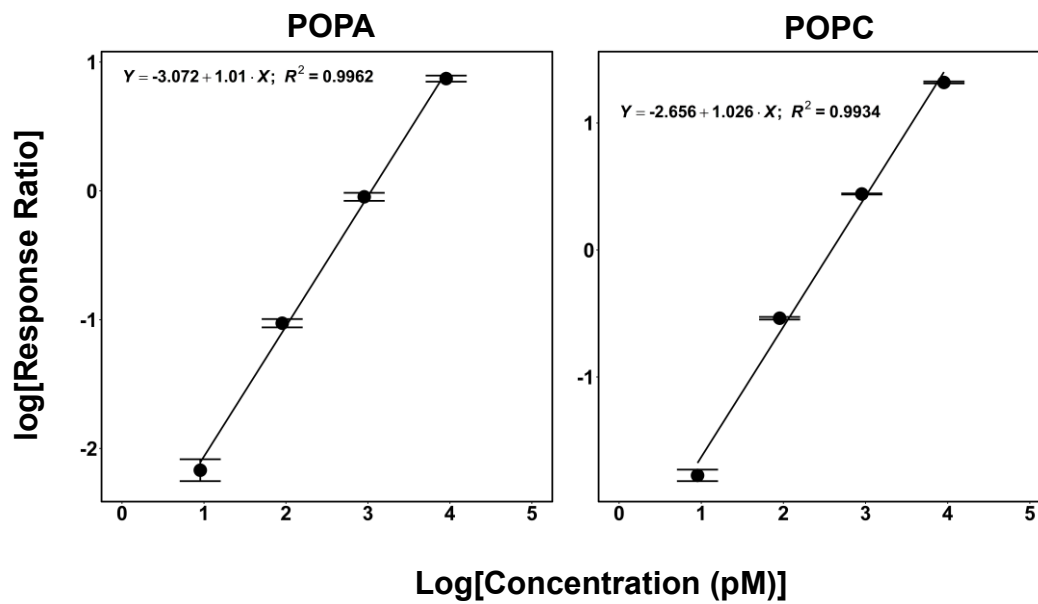 POPA
POPC
Y = -3.072 + 1.01 · X; R² = 0.9962
Y = -2.656 + 1.026 · X; R² = 0.9934
log[Response Ratio]
1
0
-1
-2
1
0
-1
0 1 2 3 4 5
0 1 2 3 4 5
Log[Concentration (pM)]